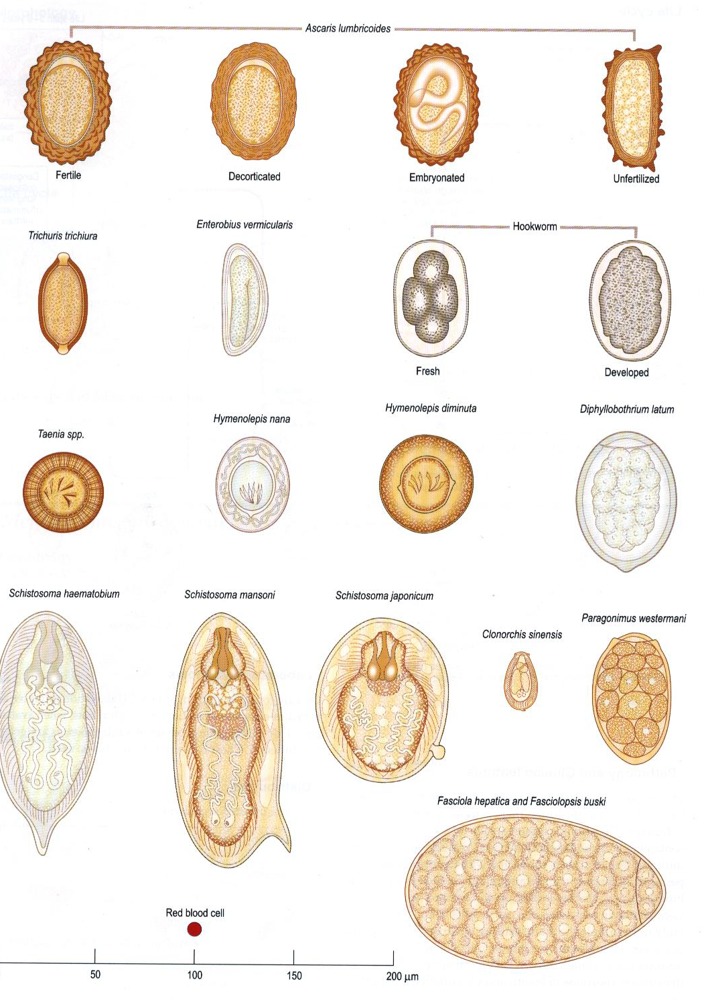 Ascaris lumbricoides
Fertile
Decorticated
Embryonated
Unfertilized
Trichuris trichiura
Enterobius vermicularis
Hookworm
Fresh
Developed
Taenia spp.
Hymenolepis nana
Hymenolepis diminuta
Diphyllobothrium latum
Schistosoma haematobium
Schistosoma mansoni
Schistosoma japonicum
Clonorchis sinensis
Paragonimus westermani
Fasciola hepatica and Fasciolopsis buski
Red blood cell
50 100 150 200 µm